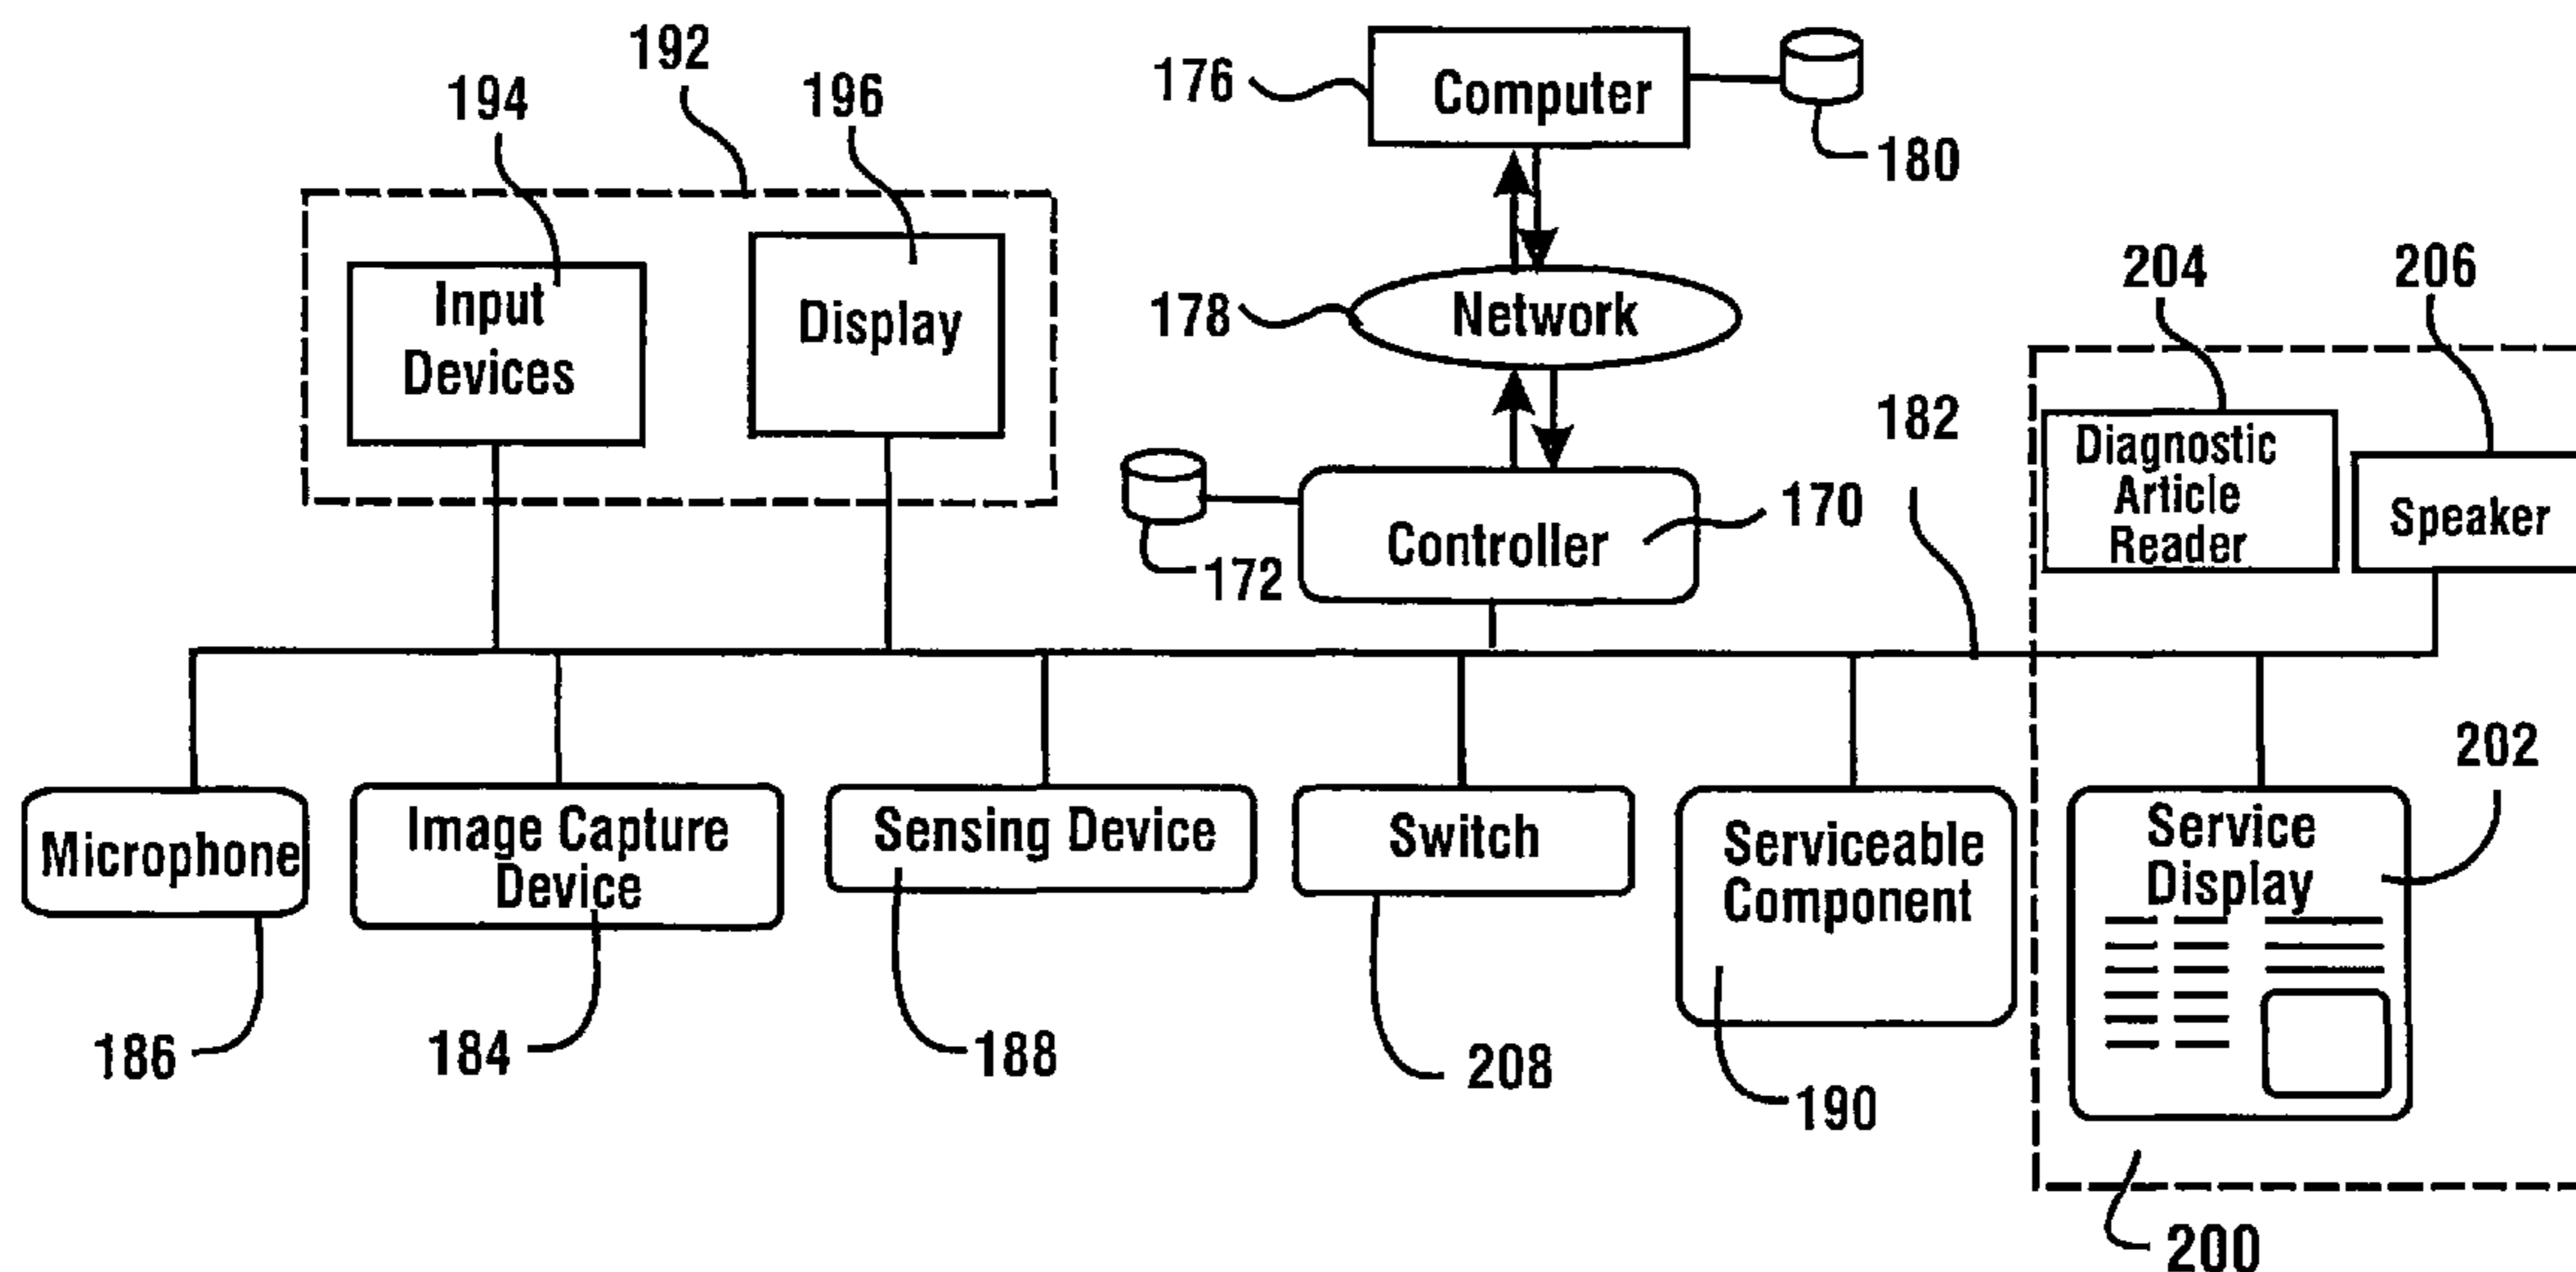 192
194
196
176
Computer
180
Input
Devices
Display
178
Network
204
206
182
Diagnostic
Article
Reader
Speaker
172
Controller
170
Microphone
Image Capture
Device
Sensing Device
Switch
Serviceable
Component
Service
Display
202
186
184
188
208
190
200